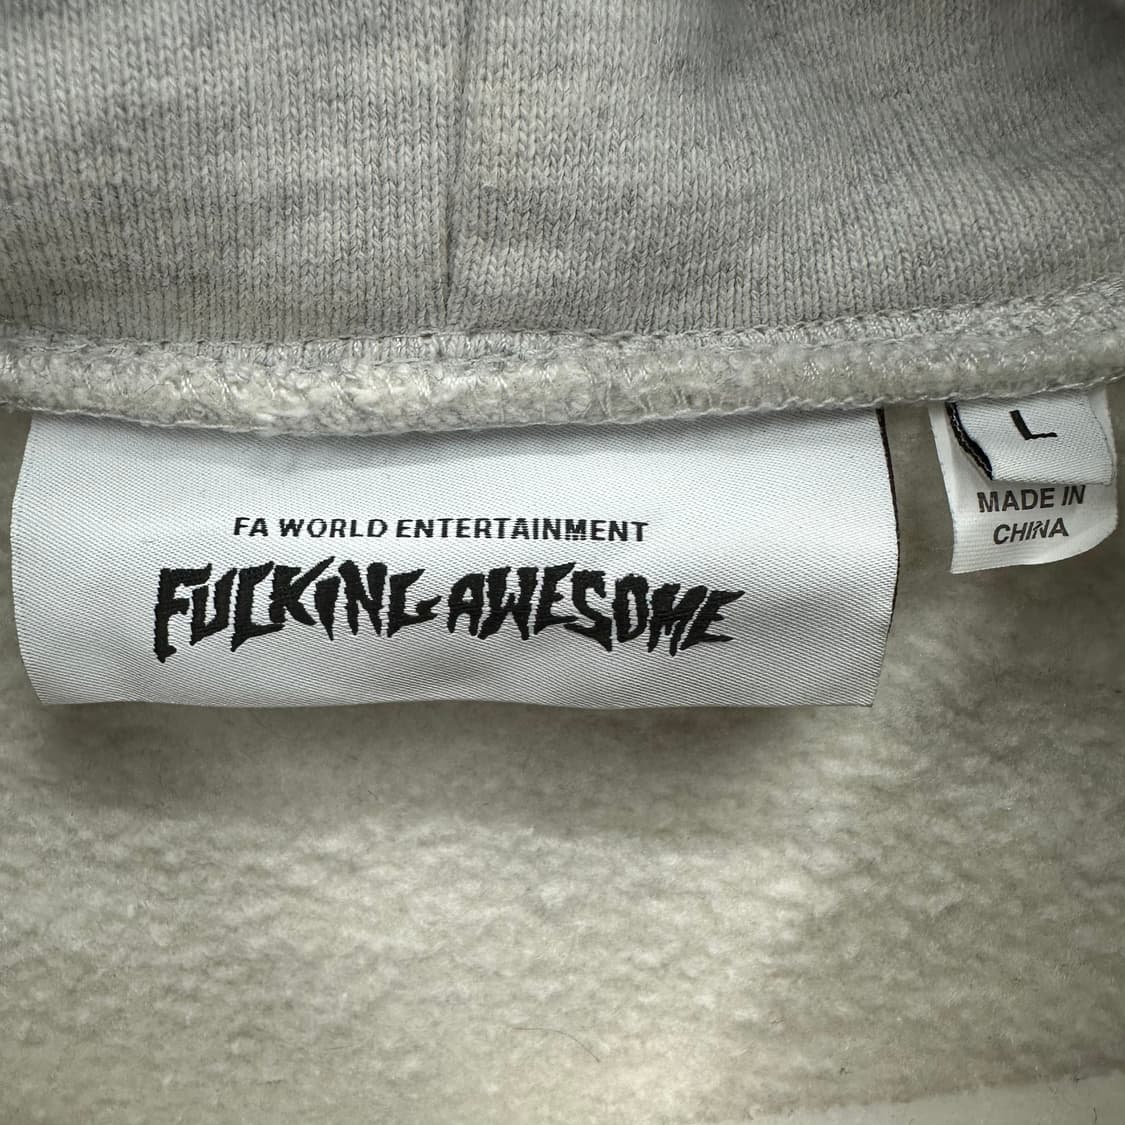 FA WORLD ENTERTAINMENT
FUCKING AWESOME
L
MADE IN
CHINA